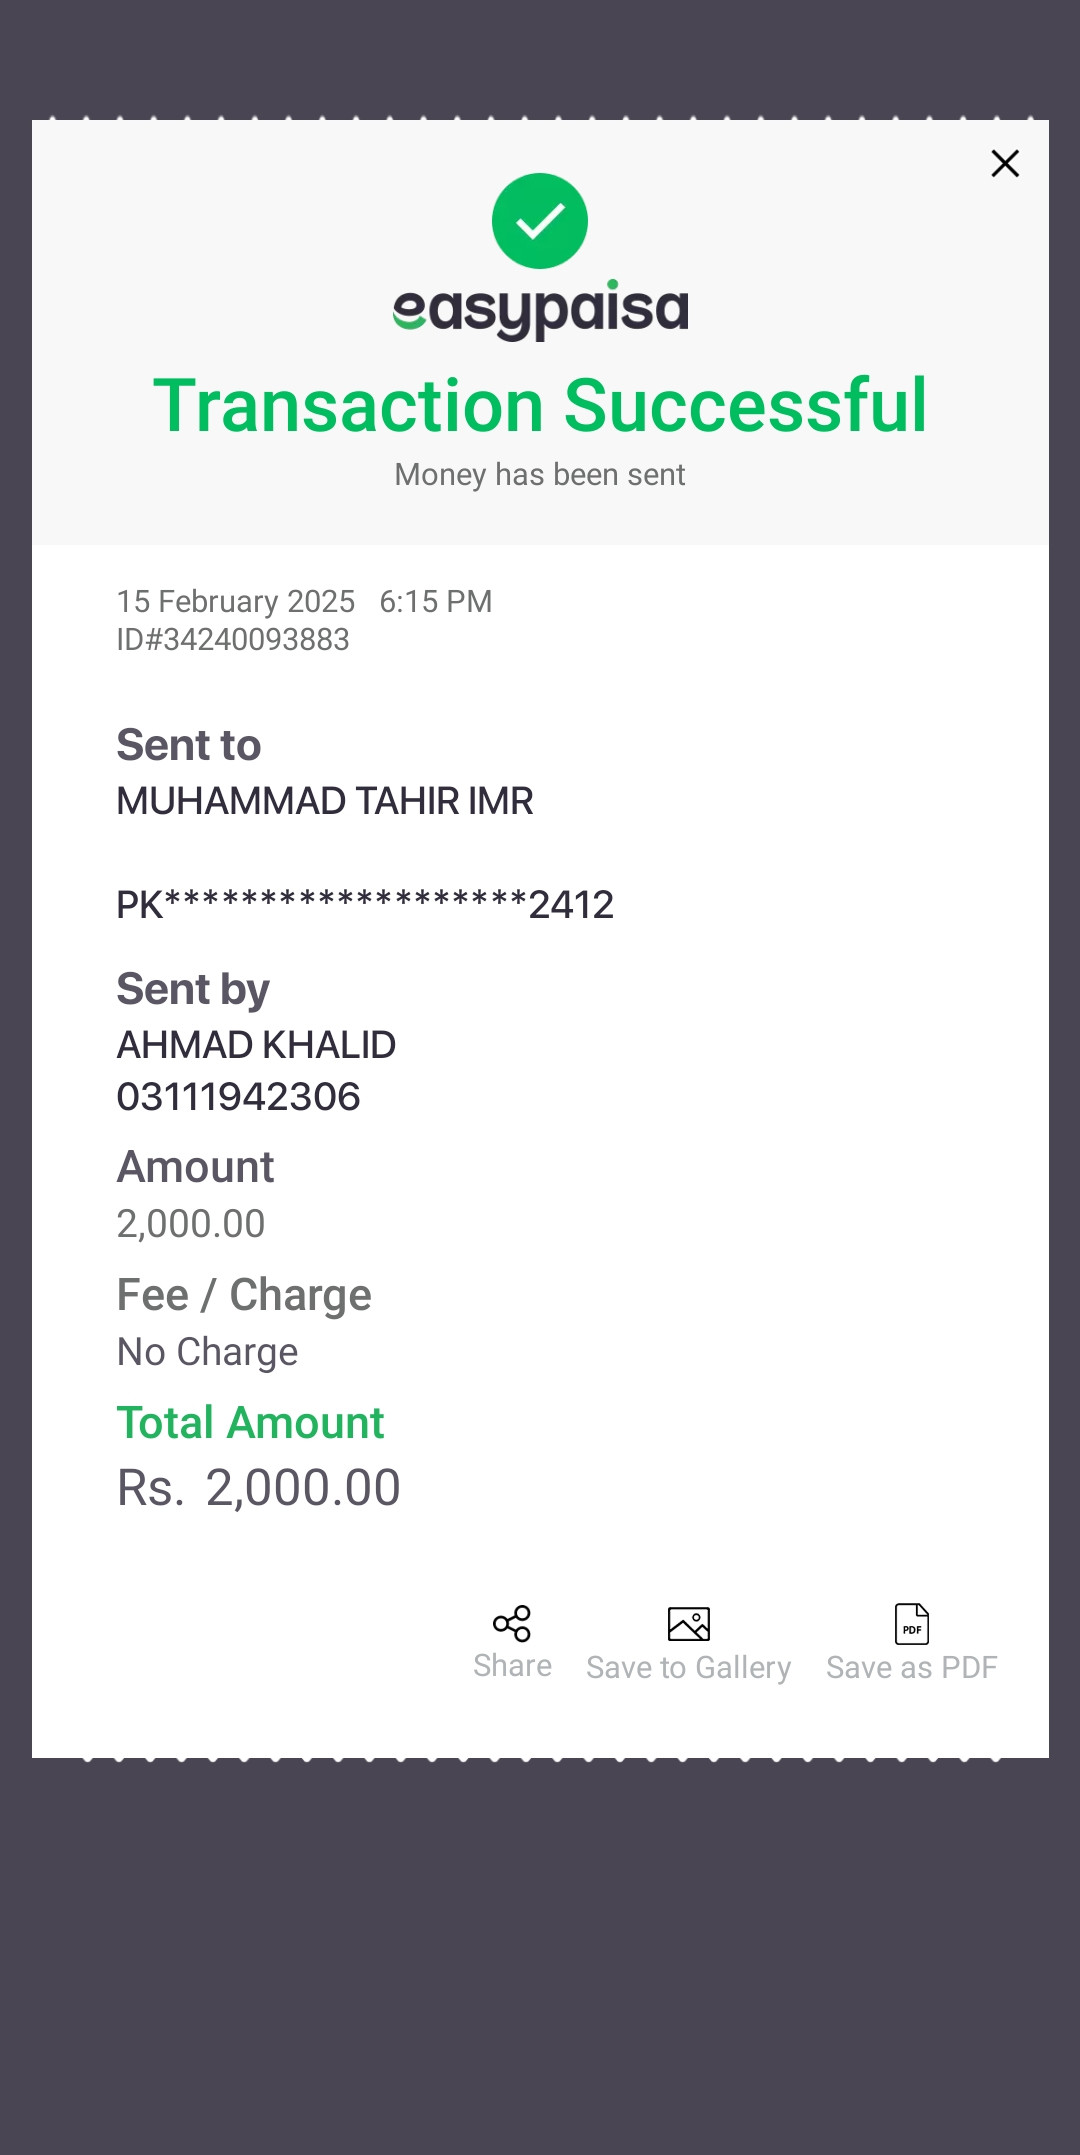 easypaisa
Transaction Successful
Money has been sent
15 February 2025 6:15 PM
ID#34240093883
Sent to
MUHAMMAD TAHIR IMR
PK*******************2412
Sent by
AHMAD KHALID
03111942306
Amount
2,000.00
Fee / Charge
No Charge
Total Amount
Rs. 2,000.00
PDF
Share Save to Gallery Save as PDF